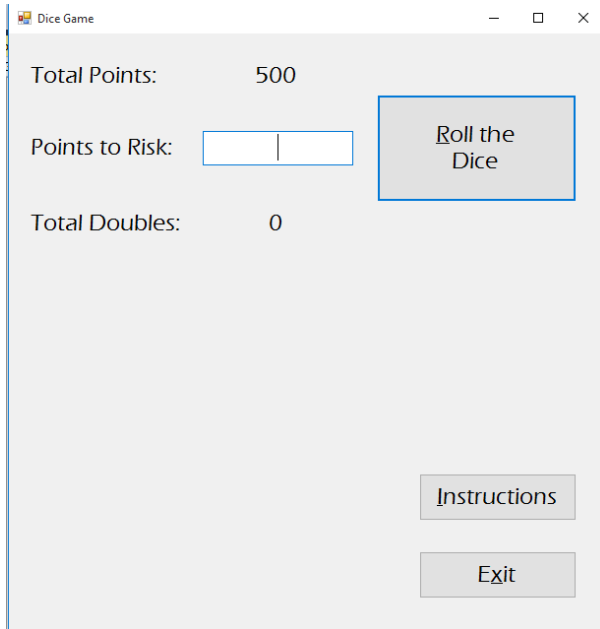 Dice Game
Total Points: 500
Points to Risk:
Roll the
Dice
Total Doubles: 0
Instructions
Exit